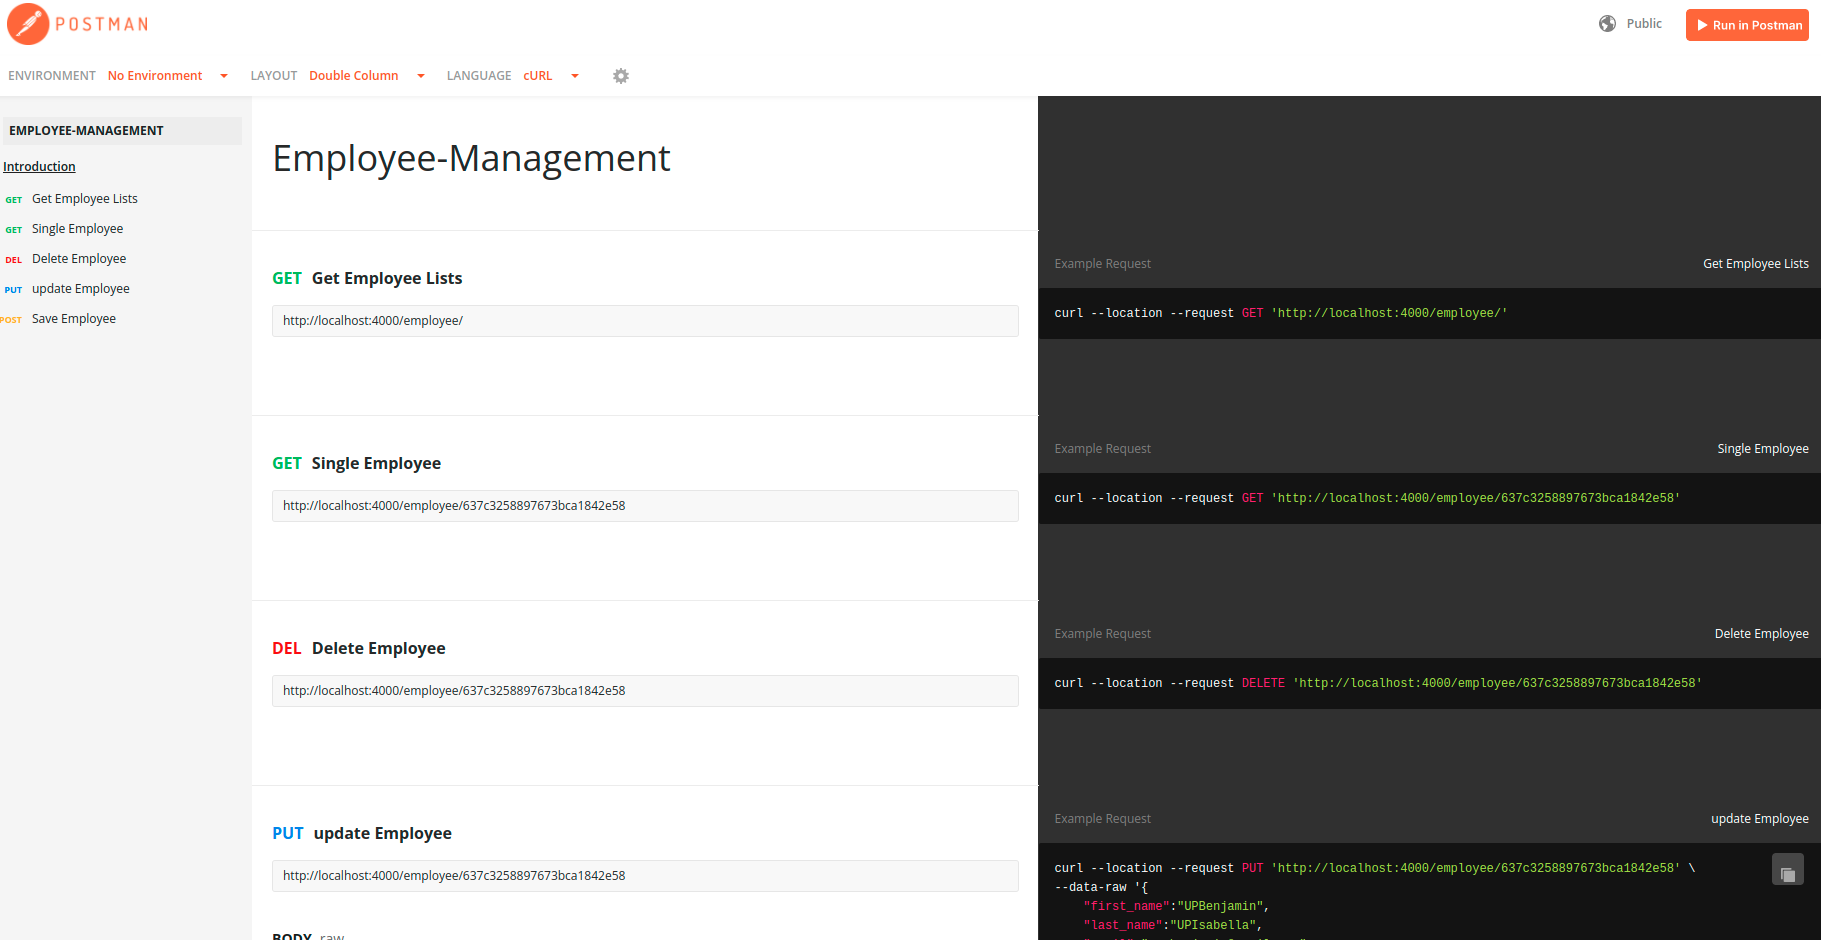 POSTMAN
Public
Run in Postman
ENVIRONMENT No Environment LAYOUT Double Column LANGUAGE cURL
EMPLOYEE-MANAGEMENT
Introduction
GET Get Employee Lists
GET Single Employee
DEL Delete Employee
PUT update Employee
POST Save Employee
Employee-Management
GET Get Employee Lists
http://localhost:4000/employee/
Example Request Get Employee Lists
curl --location --request GET 'http://localhost:4000/employee/'
GET Single Employee
http://localhost:4000/employee/637c3258897673bca1842e58
Example Request Single Employee
curl --location --request GET 'http://localhost:4000/employee/637c3258897673bca1842e58'
DEL Delete Employee
http://localhost:4000/employee/637c3258897673bca1842e58
Example Request Delete Employee
curl --location --request DELETE 'http://localhost:4000/employee/637c3258897673bca1842e58'
PUT update Employee
http://localhost:4000/employee/637c3258897673bca1842e58
BODY raw
Example Request update Employee
curl --location --request PUT 'http://localhost:4000/employee/637c3258897673bca1842e58' \
--data-raw '{
"first_name":"UPBenjamin",
"last_name":"UPIsabella",